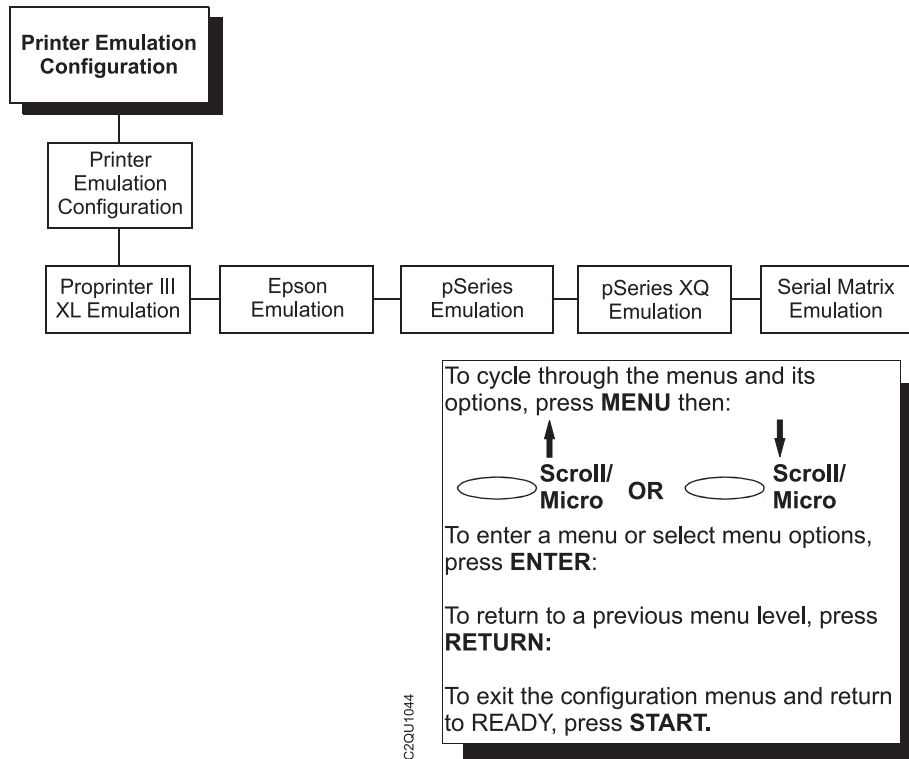 Printer Emulation
Configuration
Printer
Emulation
Configuration
Proprinter III
XL Emulation
Epson
Emulation
pSeries
Emulation
pSeries XQ
Emulation
Serial Matrix
Emulation
To cycle through the menus and its
options, press MENU then:
Scroll/
Micro
OR
Scroll/
Micro
To enter a menu or select menu options,
press ENTER:
To return to a previous menu level, press
RETURN:
To exit the configuration menus and return
to READY, press START.
C2QU1044